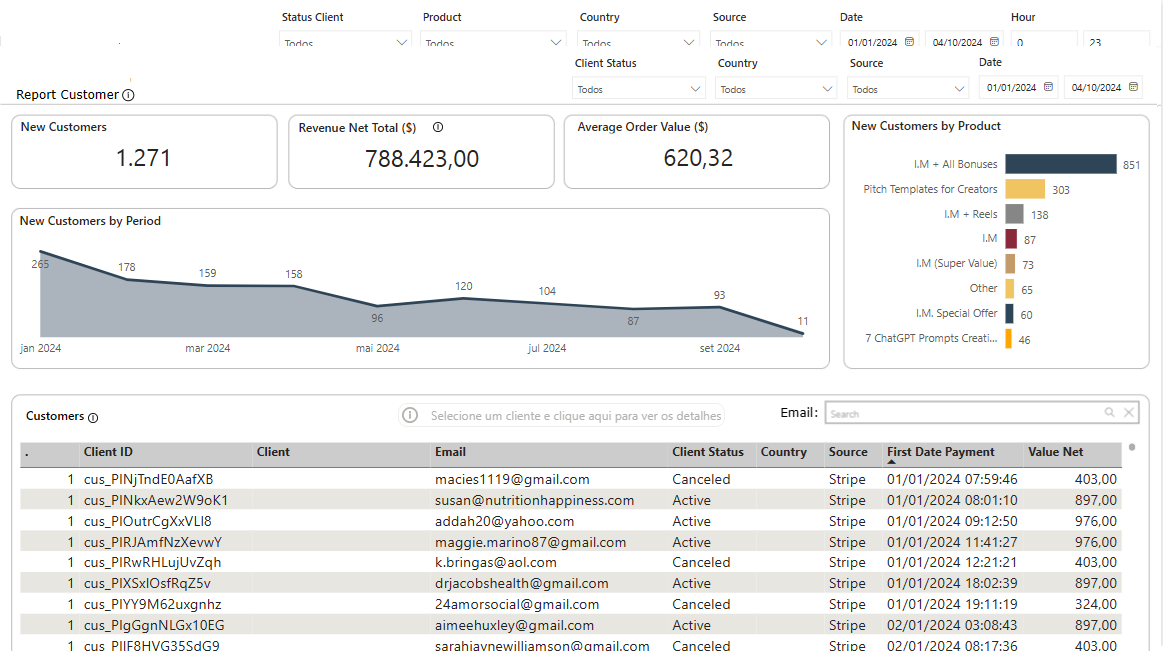 Status Client Product Country Source Date Hour
Todos Todos Todos Todos 01/01/2024 04/10/2024 0 23
Client Status Country Source Date
Todos Todos Todos 01/01/2024 04/10/2024
Report Customer
New Customers
1.271
Revenue Net Total ($)
788.423,00
Average Order Value ($)
620,32
New Customers by Product
I.M + All Bonuses 851
Pitch Templates for Creators 303
I.M + Reels 138
I.M 87
I.M (Super Value) 73
Other 65
I.M. Special Offer 60
7 ChatGPT Prompts Creati... 46
New Customers by Period
265 178 159 158 96 120 104 87 93 11
jan 2024 mar 2024 mai 2024 jul 2024 set 2024
Customers
Selecione um cliente e clique aqui para ver os detalhes
Email: Search
. Client ID Client Email Client Status Country Source First Date Payment Value Net
1 cus_PINjTndE0AafXB macies1119@gmail.com Canceled Stripe 01/01/2024 07:59:46 403,00
1 cus_PINkxAew2W9oK1 susan@nutritionhappiness.com Active Stripe 01/01/2024 08:01:10 897,00
1 cus_PIOutrCgXxVLl8 addah20@yahoo.com Active Stripe 01/01/2024 09:12:50 976,00
1 cus_PIRJAmfNzXevwY maggie.marino87@gmail.com Active Stripe 01/01/2024 11:41:27 976,00
1 cus_PIRwRHLujUvZqh k.bringas@aol.com Canceled Stripe 01/01/2024 12:21:21 403,00
1 cus_PIXSxIOsfRqZ5v drjacobshealth@gmail.com Active Stripe 01/01/2024 18:02:39 897,00
1 cus_PIYY9M62uxgnhz 24amorsocial@gmail.com Canceled Stripe 01/01/2024 19:11:19 324,00
1 cus_PIgGgnNLGx10EG aimeehuxley@gmail.com Active Stripe 02/01/2024 03:08:43 897,00
1 cus_PIIF8HVG35SdG9 sarahjaynewilliamson@gmail.com Canceled Stripe 02/01/2024 08:17:36 403,00